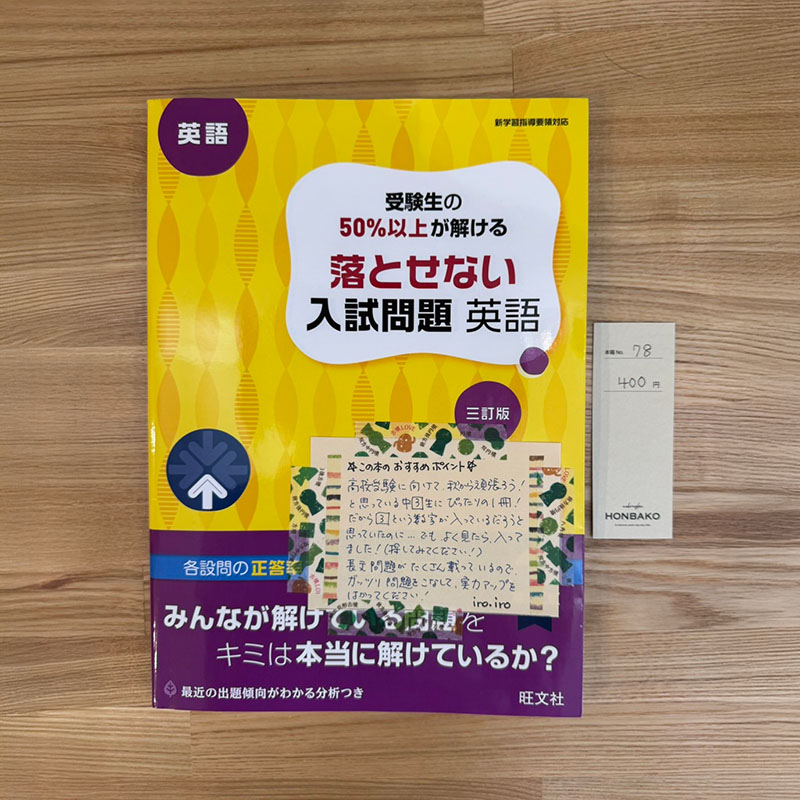 英語
新学習指導要領対応
受験生の
50%以上が解ける
落とせない
入試問題 英語
三訂版
☆この本のおすすめポイント☆
高校受験に向けて、秋から頑張ろう!
と思っている中3生にぴったりの1冊!
だから3という数字が入っているだろうと
思っていたのに…でもよく見たら、入って
ました!(探してみてください!)
長文問題がたくさん載っているので、
ガッツリ問題をこなして、実力アップを
はかってください!
iro.iro
各設問の正答率
みんなが解けている問題を
キミは本当に解けているか?
最近の出題傾向がわかる分析つき
旺文社
本箱No. 78
400円
HONBAKO